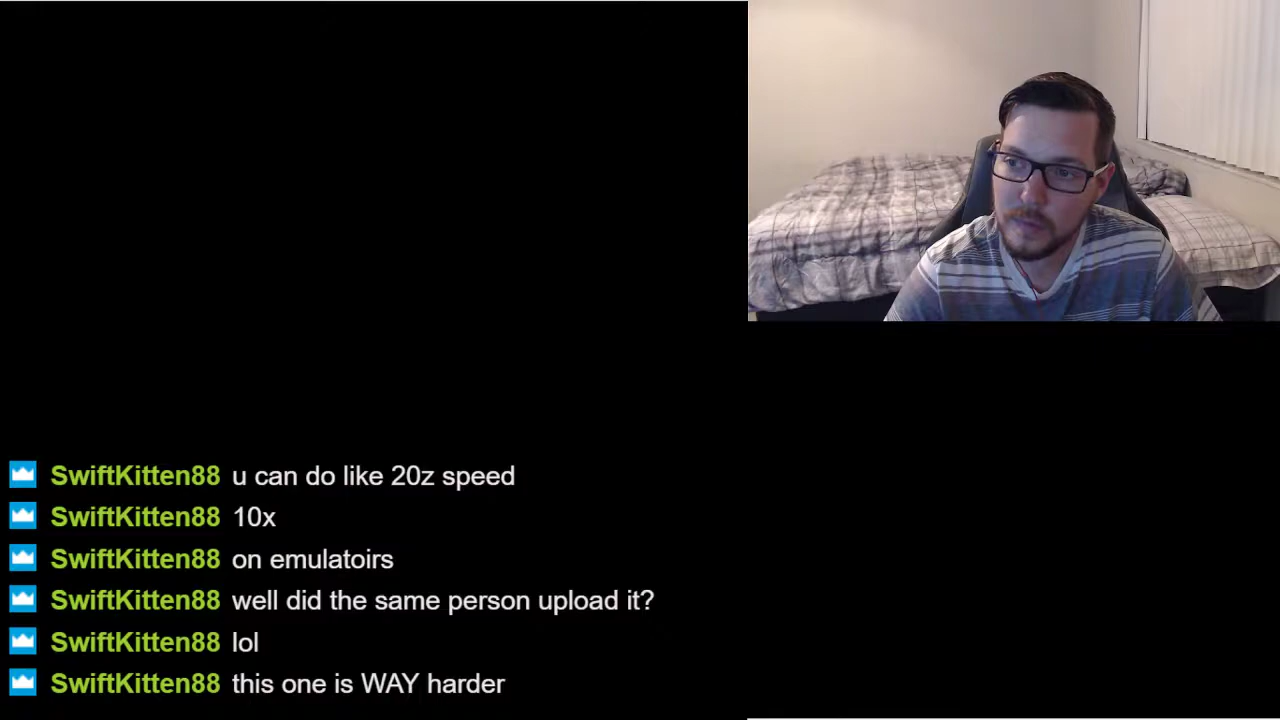 SwiftKitten88 u can do like 20z speed
SwiftKitten88 10x
SwiftKitten88 on emulatoirs
SwiftKitten88 well did the same person upload it?
SwiftKitten88 lol
SwiftKitten88 this one is WAY harder